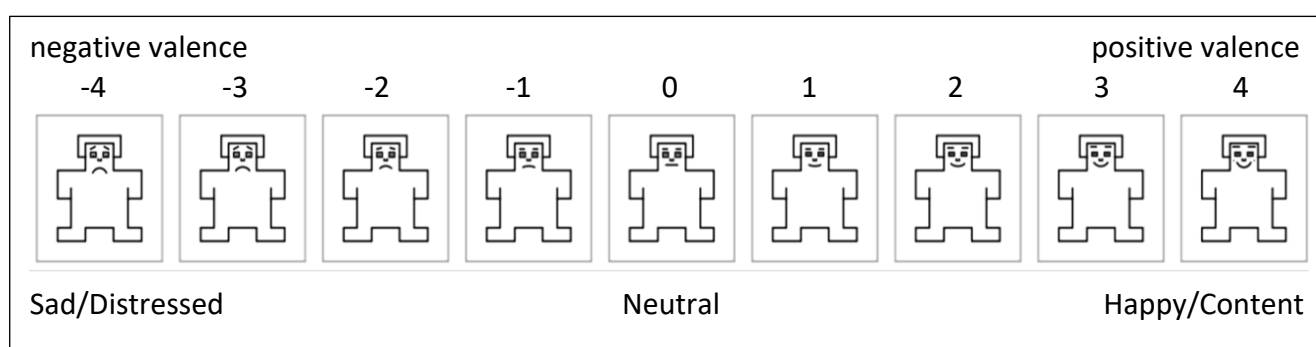 negative valence positive valence
-4 -3 -2 -1 0 1 2 3 4
Sad/Distressed Neutral Happy/Content